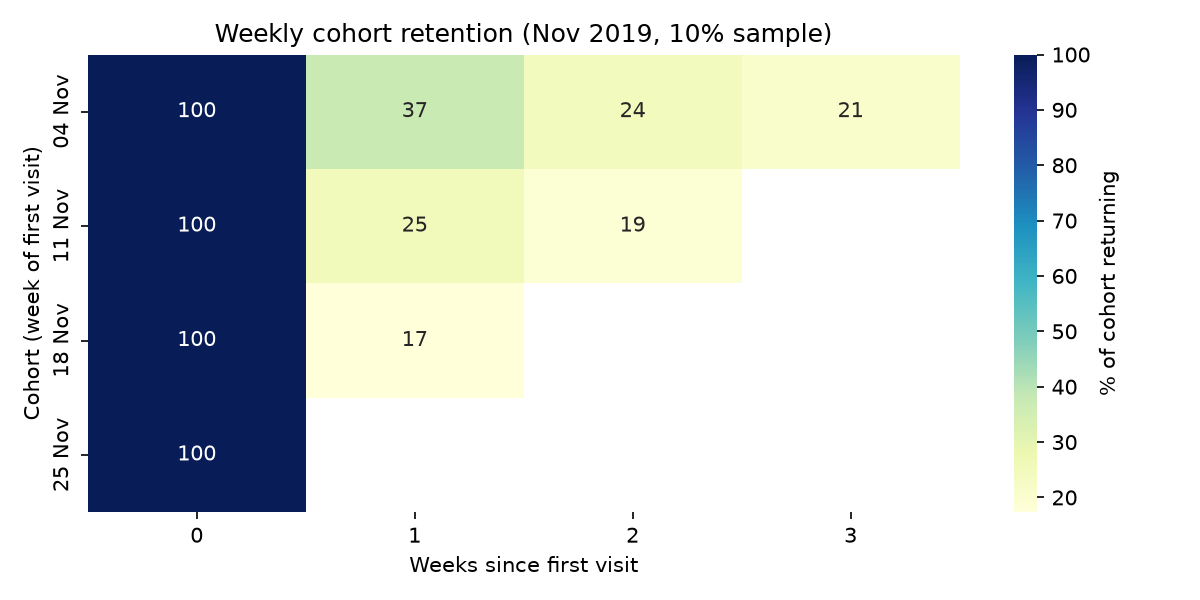 Weekly cohort retention (Nov 2019, 10% sample)
Cohort (week of first visit)
04 Nov
100
37
24
21
11 Nov
100
25
19
18 Nov
100
17
25 Nov
100
0
1
2
3
Weeks since first visit
100
90
80
70
60
50
40
30
20
% of cohort returning